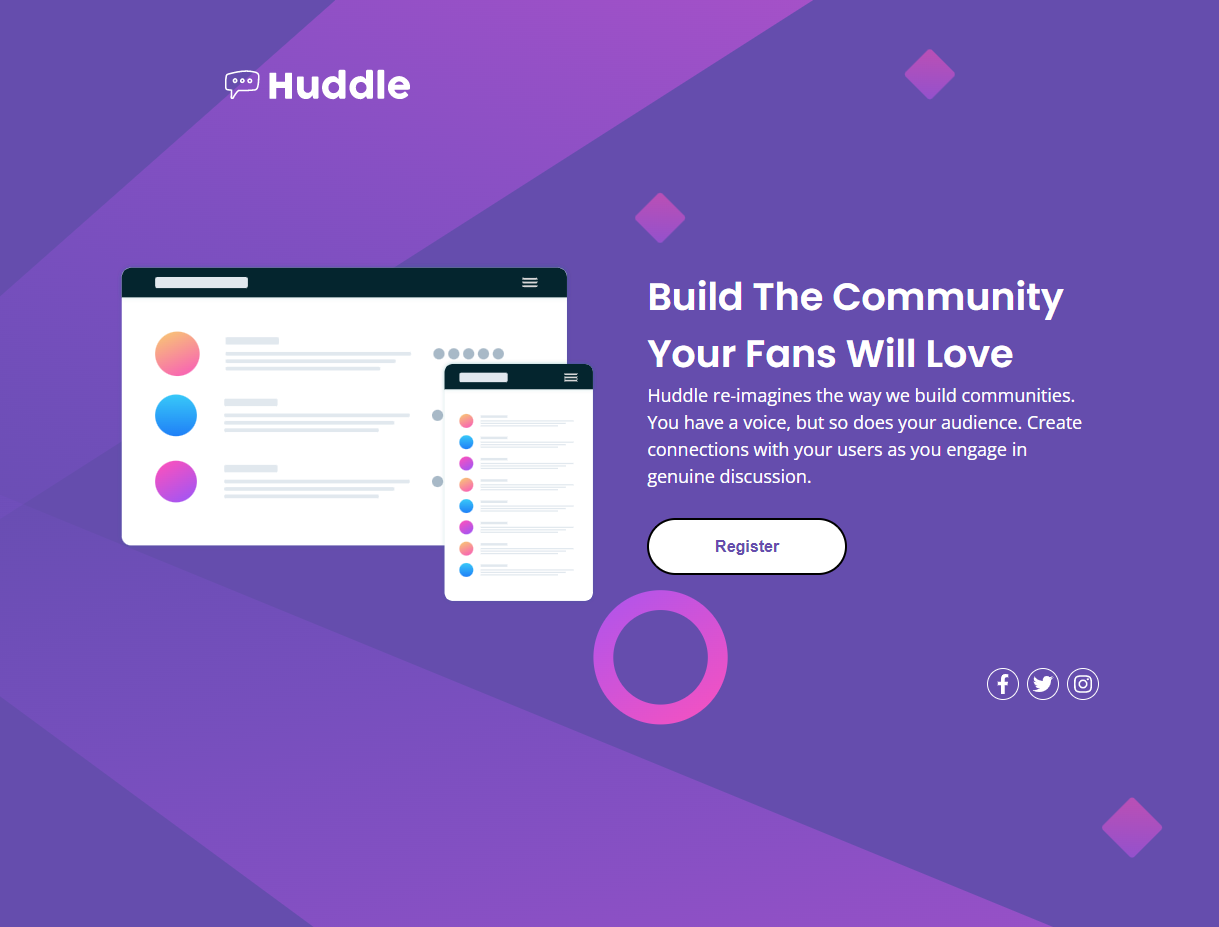 Huddle
Build The Community
Your Fans Will Love
Huddle re-imagines the way we build communities.
You have a voice, but so does your audience. Create
connections with your users as you engage in
genuine discussion.
Register